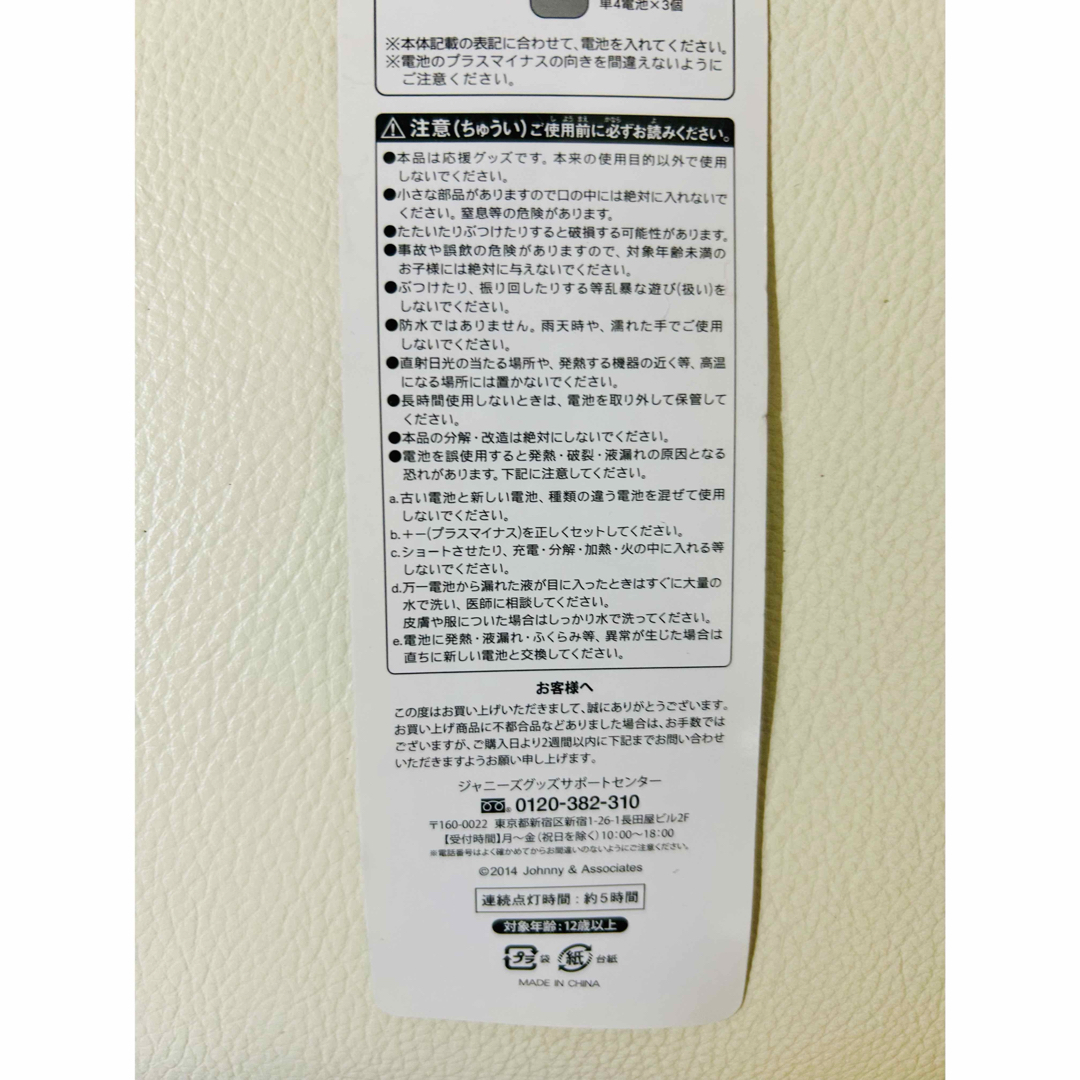 単4電池×3個
※本体記載の表記に合わせて、電池を入れてください。
※電池のプラスマイナスの向きを間違えないように
ご注意ください。
注意(ちゅうい)ご使用前に必ずお読みください。
●本品は応援グッズです。本来の使用目的以外で使用
しないでください。
●小さな部品がありますので口の中には絶対に入れないで
ください。窒息等の危険があります。
●たたいたりぶつけたりすると破損する可能性があります。
●事故や誤飲の危険がありますので、対象年齢未満の
お子様には絶対に与えないでください。
●ぶつけたり、振り回したりする等乱暴な遊び(扱い)を
しないでください。
●防水ではありません。雨天時や、濡れた手でご使用
しないでください。
●直射日光の当たる場所や、発熱する機器の近く等、高温
になる場所には置かないでください。
●長時間使用しないときは、電池を取り外して保管して
ください。
●本品の分解・改造は絶対にしないでください。
●電池を誤使用すると発熱・破裂・液漏れの原因となる
恐れがあります。下記に注意してください。
a.古い電池と新しい電池、種類の違う電池を混ぜて使用
しないでください。
b.+−(プラスマイナス)を正しくセットしてください。
c.ショートさせたり、充電・分解・加熱・火の中に入れる等
しないでください。
d.万一電池から漏れた液が目に入ったときはすぐに大量の
水で洗い、医師に相談してください。
皮膚や服についた場合はしっかり水で洗ってください。
e.電池に発熱・液漏れ・ふくらみ等、異常が生じた場合は
直ちに新しい電池と交換してください。
お客様へ
この度はお買い上げいただきまして、誠にありがとうございます。
お買い上げ商品に不都合品などありました場合は、お手数では
ございますが、ご購入日より2週間以内に下記までお問い合わせ
いただきますようお願い申し上げます。
ジャニーズグッズサポートセンター
0120-382-310
〒160-0022 東京都新宿区新宿1-26-1長田屋ビル2F
【受付時間】月〜金(祝日を除く)10:00〜18:00
※電話番号はよく確かめてからお間違いのないようにご注意ください。
©2014 Johnny & Associates
連続点灯時間:約5時間
対象年齢:12歳以上
プラ 袋 紙 台紙
MADE IN CHINA